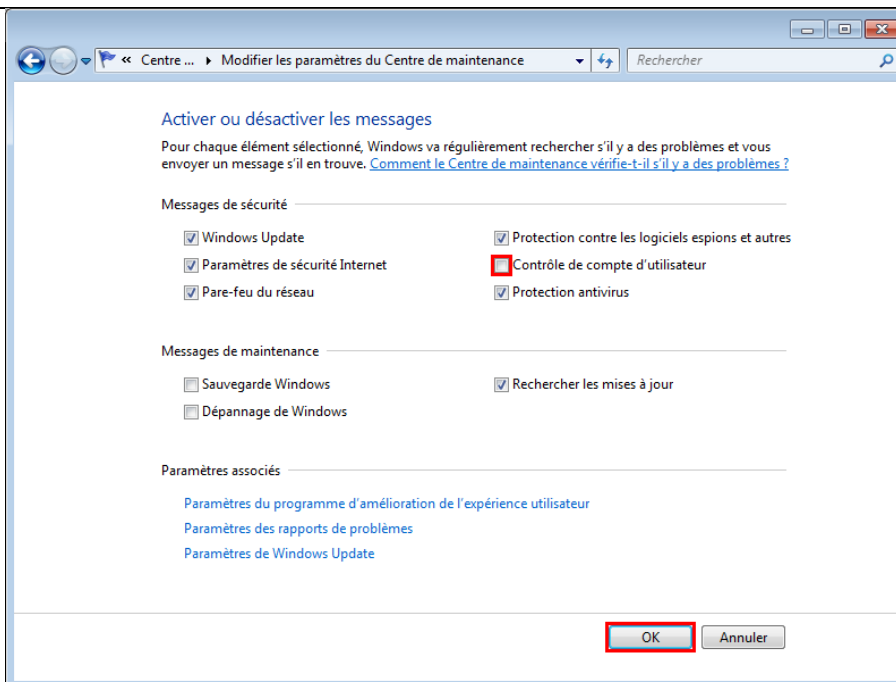 « Centre ... Modifier les paramètres du Centre de maintenance Rechercher
Activer ou désactiver les messages
Pour chaque élément sélectionné, Windows va régulièrement rechercher s'il y a des problèmes et vous
envoyer un message s'il en trouve. Comment le Centre de maintenance vérifie-t-il s'il y a des problèmes ?
Messages de sécurité
Windows Update
Protection contre les logiciels espions et autres
Paramètres de sécurité Internet
Contrôle de compte d'utilisateur
Pare-feu du réseau
Protection antivirus
Messages de maintenance
Sauvegarde Windows
Rechercher les mises à jour
Dépannage de Windows
Paramètres associés
Paramètres du programme d'amélioration de l'expérience utilisateur
Paramètres des rapports de problèmes
Paramètres de Windows Update
OK
Annuler